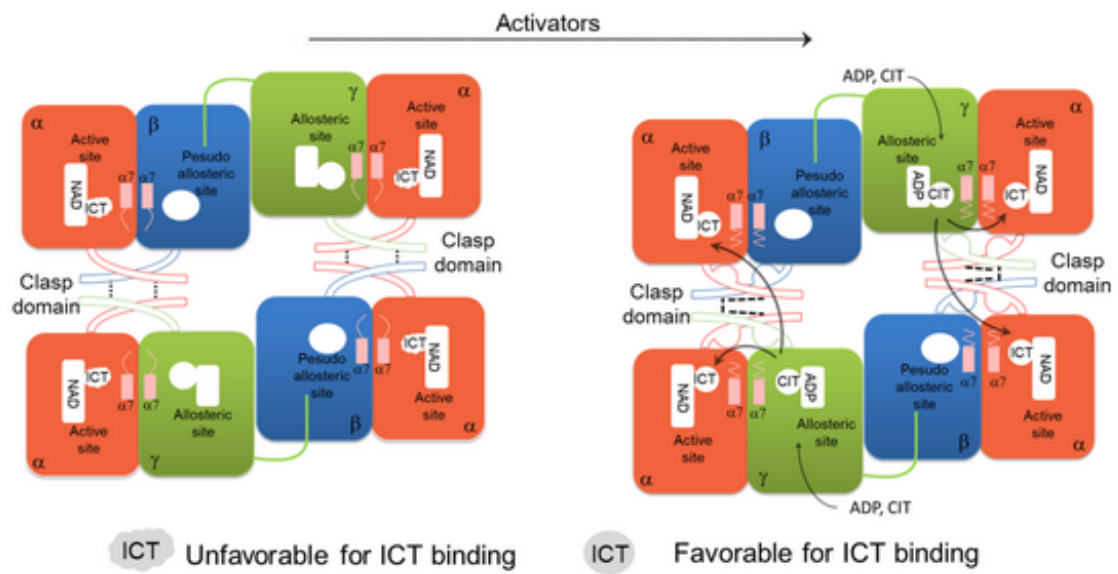 Activators
γ
α
α
β
Allosteric
site
Active
site
Active
site
Pesudo
allosteric
site
α7
α7
α7
α7
NAD
ICT
ICT
NAD
Clasp
domain
Clasp
domain
NAD
ICT
α7
α7
Active
site
Allosteric
site
α
γ
Pesudo
allosteric
site
α7
α7
ICT
NAD
Active
site
β
α
ADP, CIT
γ
α
α
β
Allosteric
site
Active
site
Active
site
Pesudo
allosteric
site
α7
α7
α7
α7
ADP
CIT
ICT
NAD
NAD
ICT
Clasp
domain
Clasp
domain
NAD
ICT
α7
α7
CIT
ADP
Active
site
Allosteric
site
α
γ
Pesudo
allosteric
site
α7
α7
ICT
NAD
Active
site
β
α
ADP, CIT
ICT
Unfavorable for ICT binding
ICT
Favorable for ICT binding